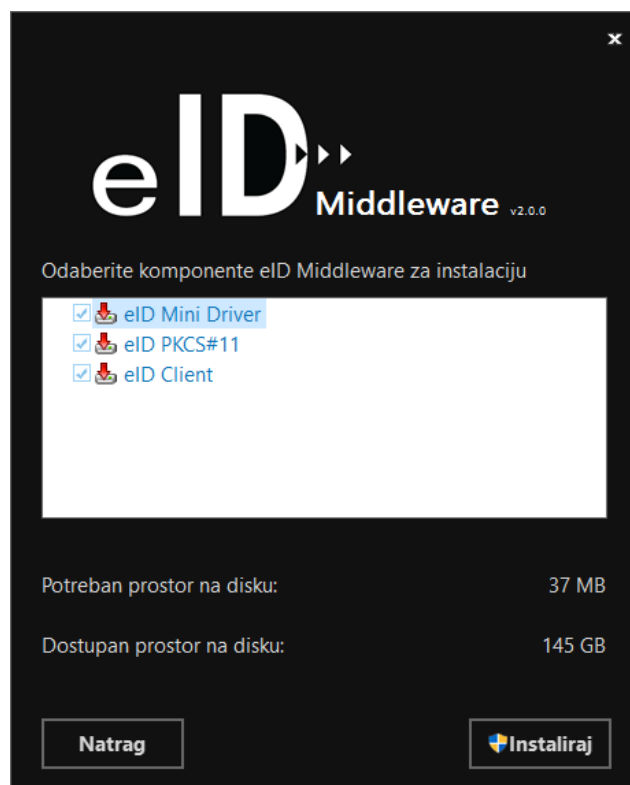 eID
Middleware v2.0.0
Odaberite komponente eID Middleware za instalaciju
eID Mini Driver
eID PKCS#11
eID Client
Potreban prostor na disku: 37 MB
Dostupan prostor na disku: 145 GB
Natrag Instaliraj